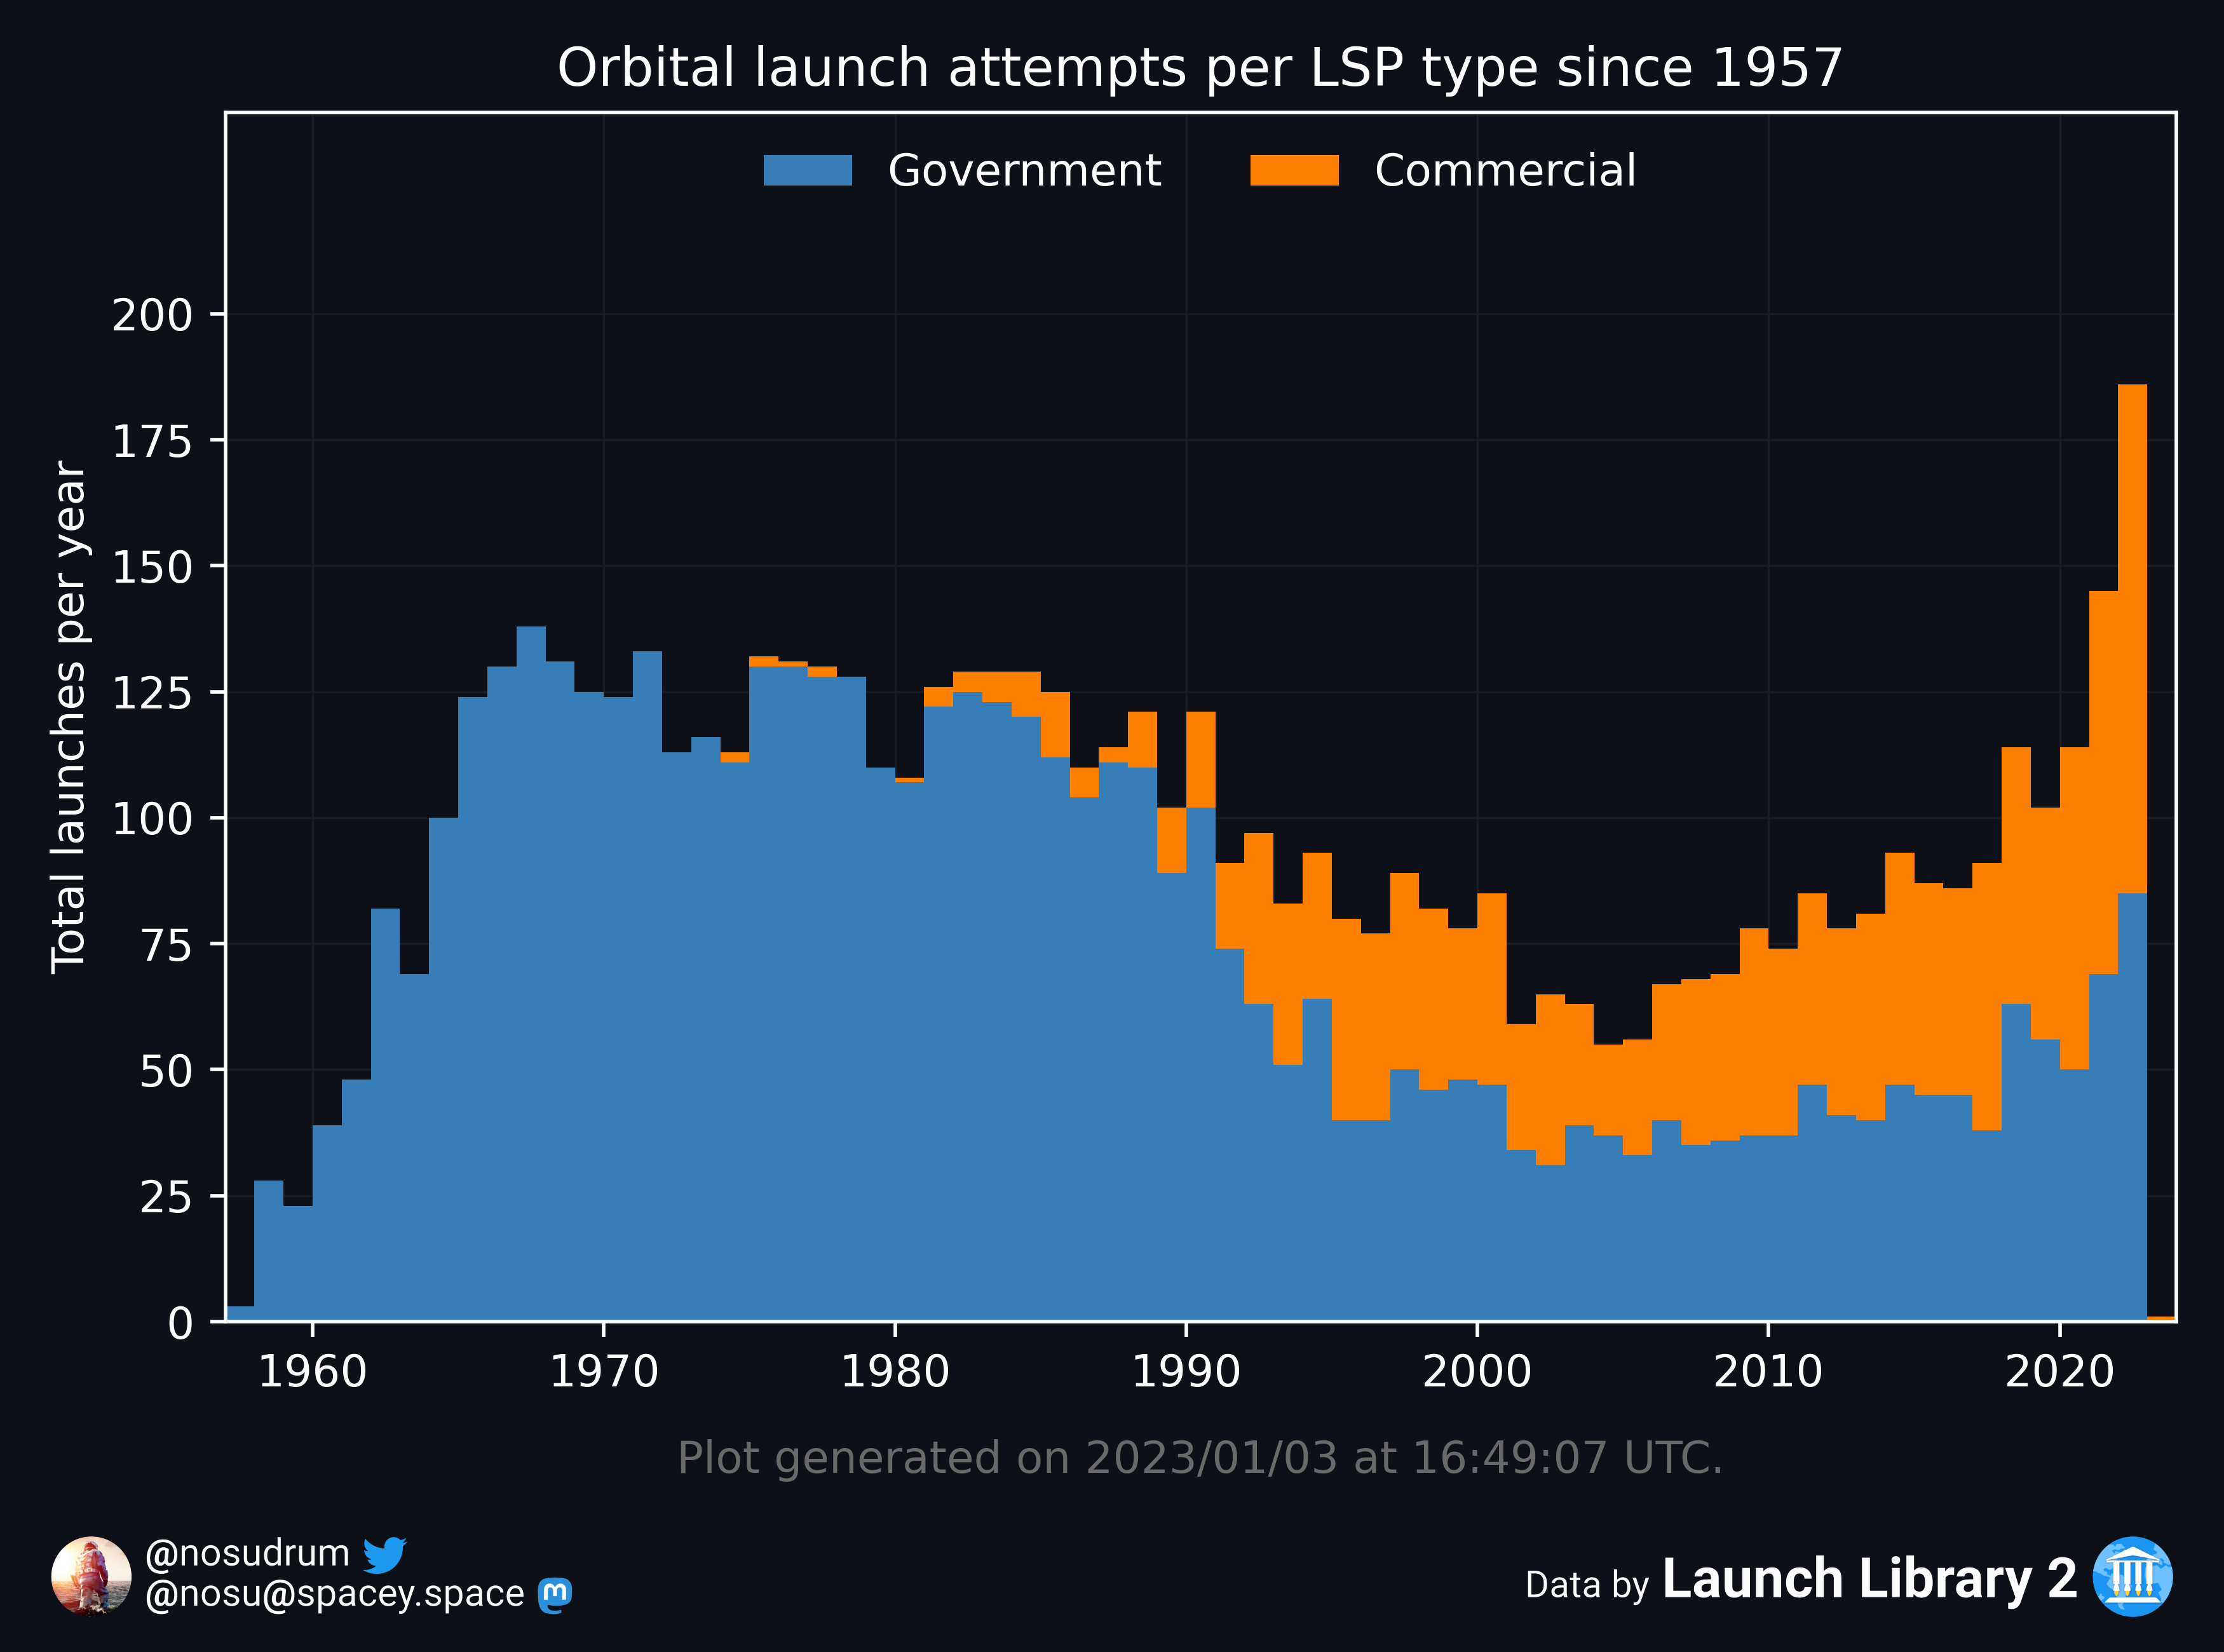 Orbital launch attempts per LSP type since 1957
Government
Commercial
Total launches per year
200
175
150
125
100
75
50
25
0
1960
1970
1980
1990
2000
2010
2020
Plot generated on 2023/01/03 at 16:49:07 UTC.
@nosudrum
@nosu@spacey.space
m
Data by Launch Library 2